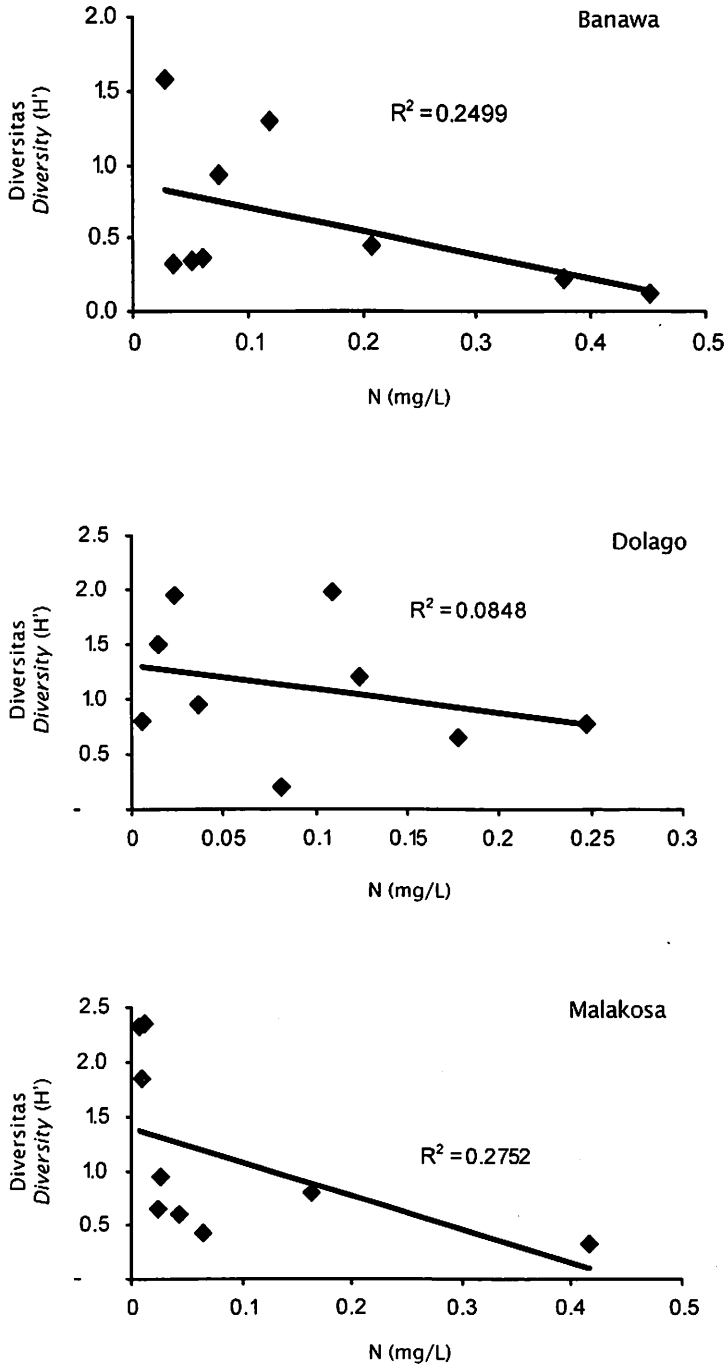 Banawa
Diversitas
Diversity (H')
2.0
1.5
1.0
0.5
0.0
R² = 0.2499
0
0.1
0.2
0.3
0.4
0.5
N (mg/L)
Dolago
Diversitas
Diversity (H')
2.5
2.0
1.5
1.0
0.5
-
R² = 0.0848
0
0.05
0.1
0.15
0.2
0.25
0.3
N (mg/L)
Malakosa
Diversitas
Diversity (H')
2.5
2.0
1.5
1.0
0.5
-
R² = 0.2752
0
0.1
0.2
0.3
0.4
0.5
N (mg/L)